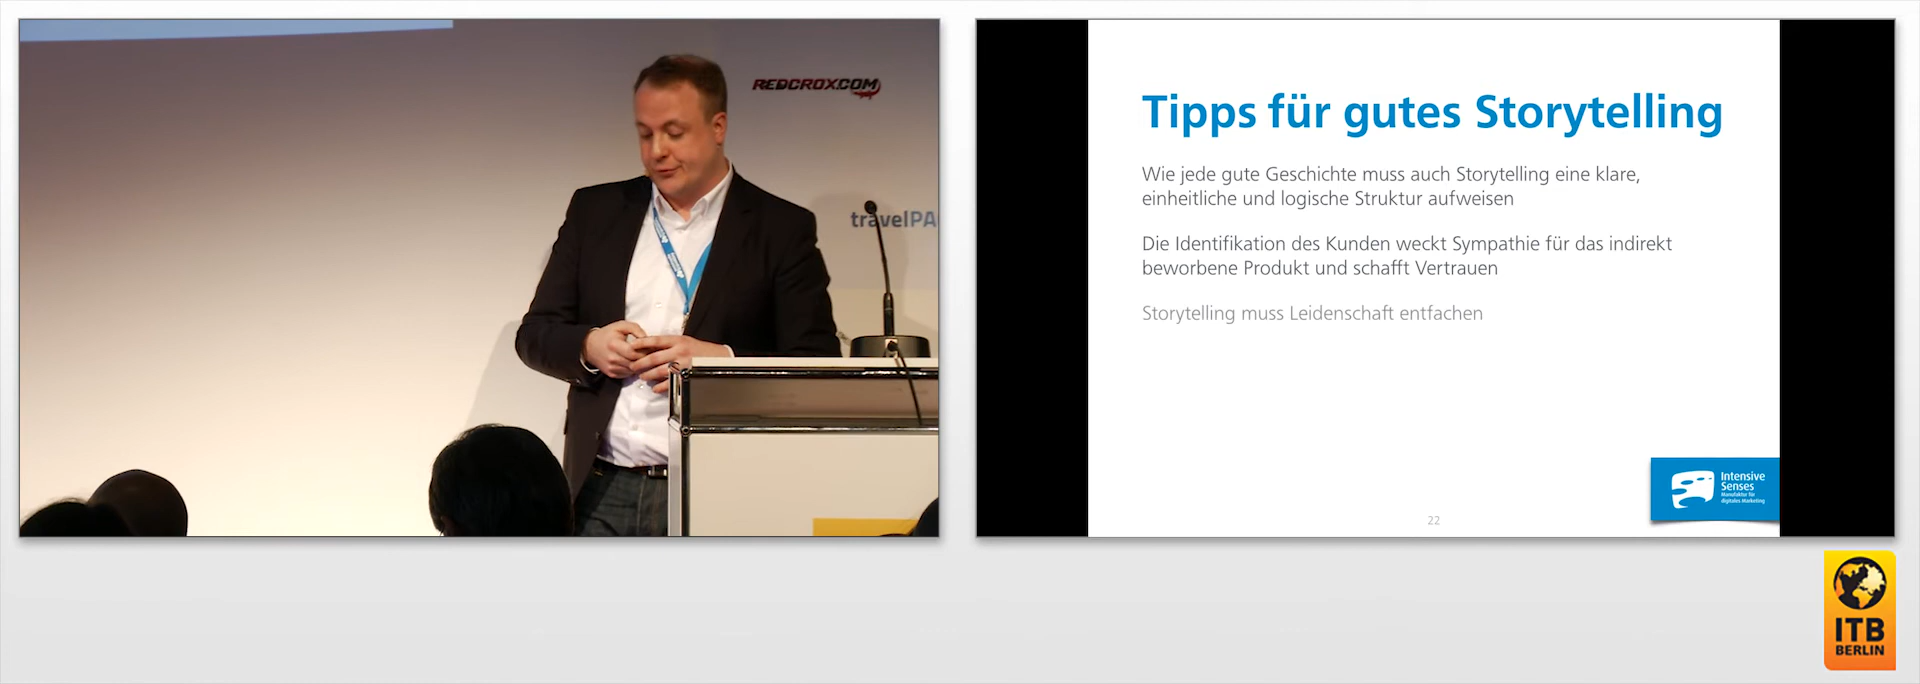 REDCROX.COM
travelPA
Tipps für gutes Storytelling
Wie jede gute Geschichte muss auch Storytelling eine klare,
einheitliche und logische Struktur aufweisen
Die Identifikation des Kunden weckt Sympathie für das indirekt
beworbene Produkt und schafft Vertrauen
Storytelling muss Leidenschaft entfachen
22
Intensive
Senses
Manufaktur für
digitales Marketing
ITB
BERLIN